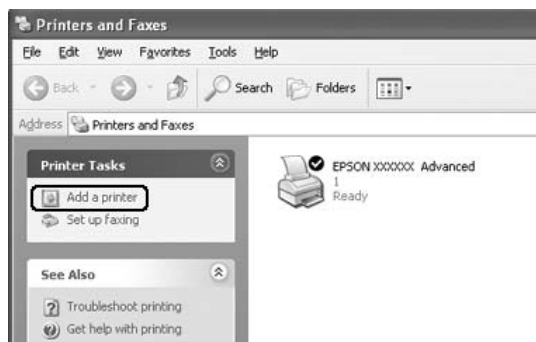 Printers and Faxes
File Edit View Favorites Tools Help
Back Search Folders
Address Printers and Faxes
Printer Tasks
Add a printer
Set up faxing
See Also
Troubleshoot printing
Get help with printing
EPSON XXXXXX Advanced
1
Ready